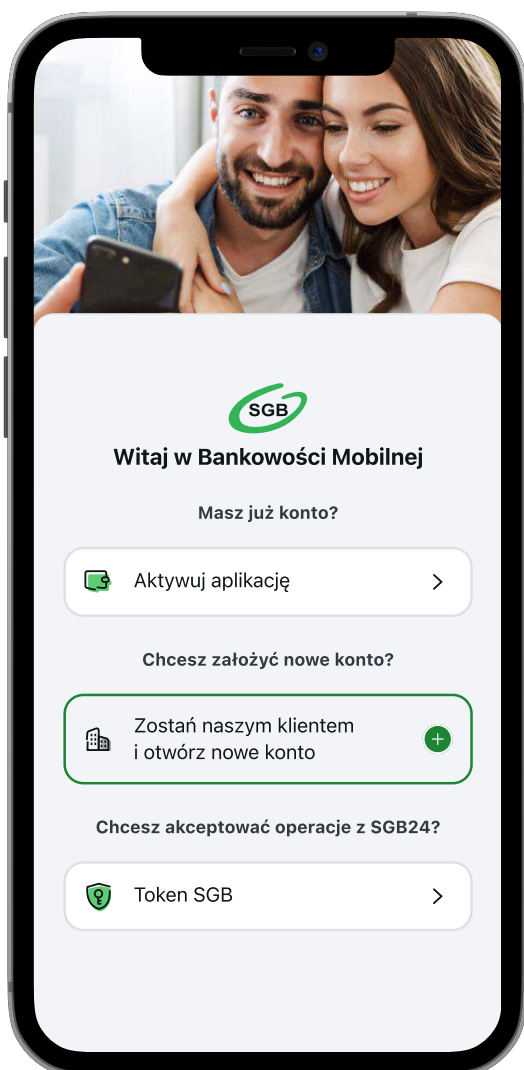 SGB
Witaj w Bankowości Mobilnej
Masz już konto?
Aktywuj aplikację
Chcesz założyć nowe konto?
Zostań naszym klientem
i otwórz nowe konto
Chcesz akceptować operacje z SGB24?
Token SGB